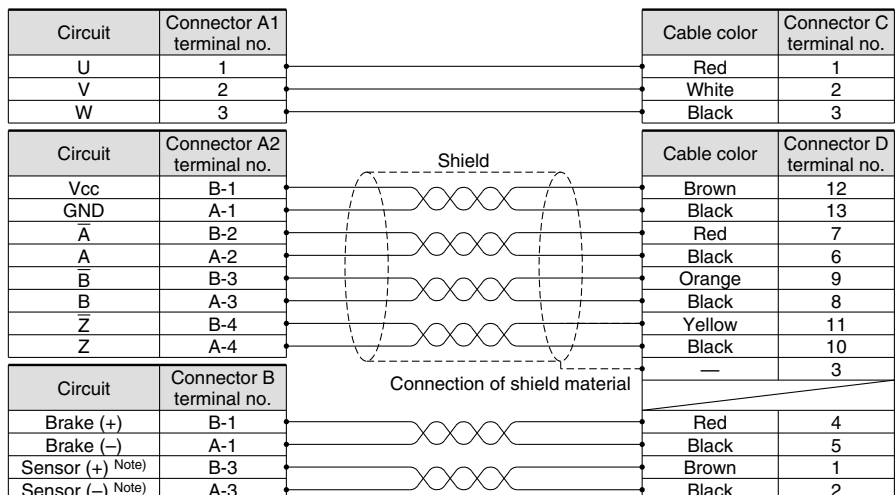 Circuit Connector A1 terminal no. Cable color Connector C terminal no.
U 1 Red 1
V 2 White 2
W 3 Black 3
Circuit Connector A2 terminal no. Shield Cable color Connector D terminal no.
Vcc B-1 Brown 12
GND A-1 Black 13
A̅ B-2 Red 7
A A-2 Black 6
B̅ B-3 Orange 9
B A-3 Black 8
Z̅ B-4 Yellow 11
Z A-4 Black 10
Connection of shield material — 3
Circuit Connector B terminal no.
Brake (+) B-1 Red 4
Brake (–) A-1 Black 5
Sensor (+) Note) B-3 Brown 1
Sensor (–) Note) A-3 Black 2